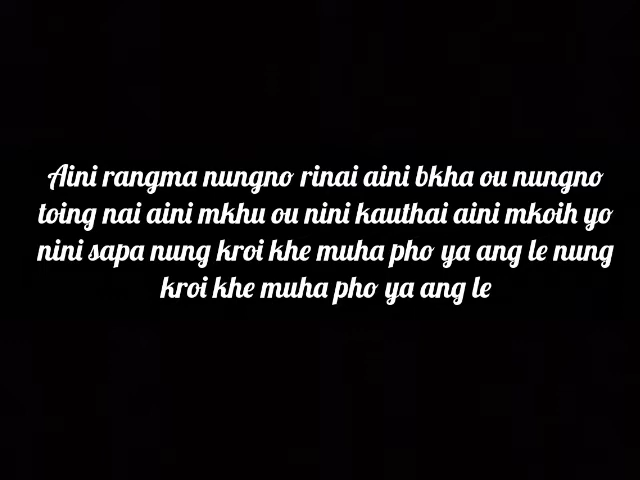 Aini rangma nungno rinai aini bkha ou nungno
toing nai aini mkhu ou nini kauthai aini mkoih yo
nini sapa nung kroi khe muha pho ya ang le nung
kroi khe muha pho ya ang le